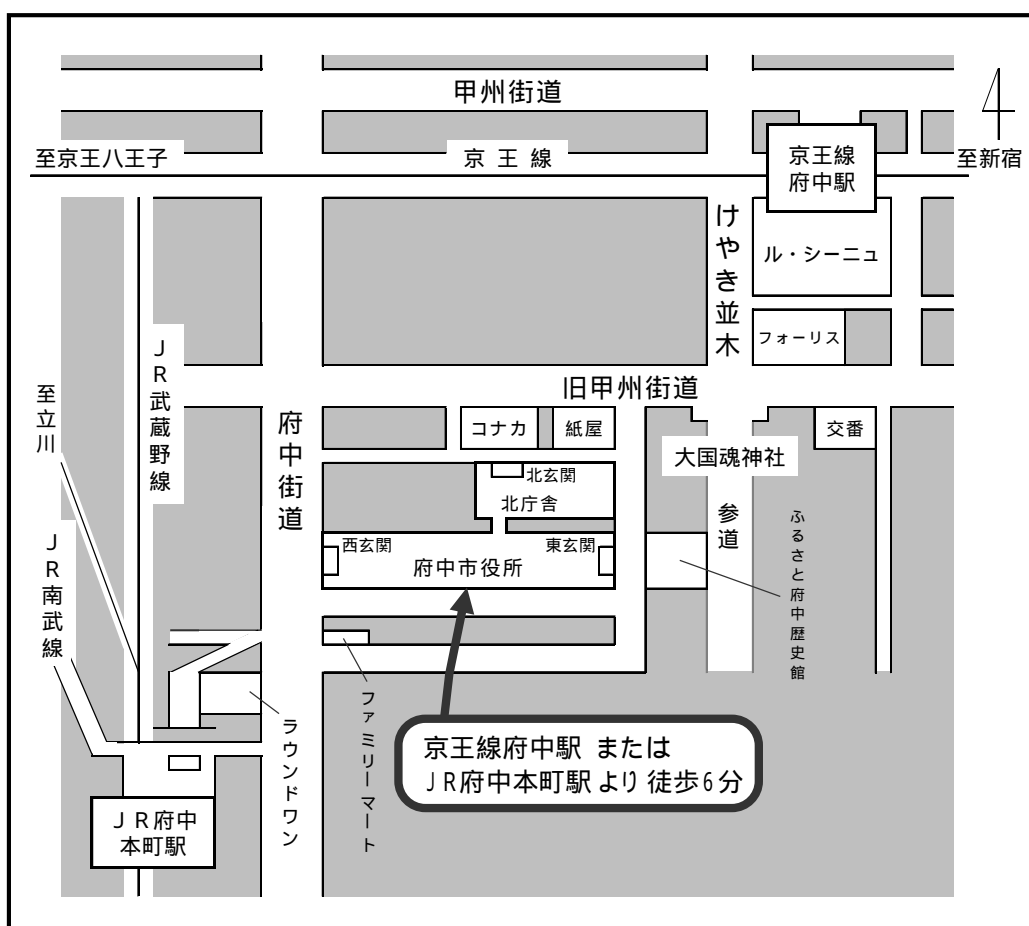 甲州街道
至京王八王子
京王線
京王線
府中駅
至新宿
けやき並木
ル・シーニュ
フォーリス
JR武蔵野線
至立川
旧甲州街道
府中街道
コナカ
紙屋
交番
大国魂神社
北玄関
北庁舎
参道
ふるさと府中歴史館
西玄関
東玄関
府中市役所
JR南武線
ラウンドワン
ファミリーマート
京王線府中駅 または
JR府中本町駅 より 徒歩6分
JR府中
本町駅